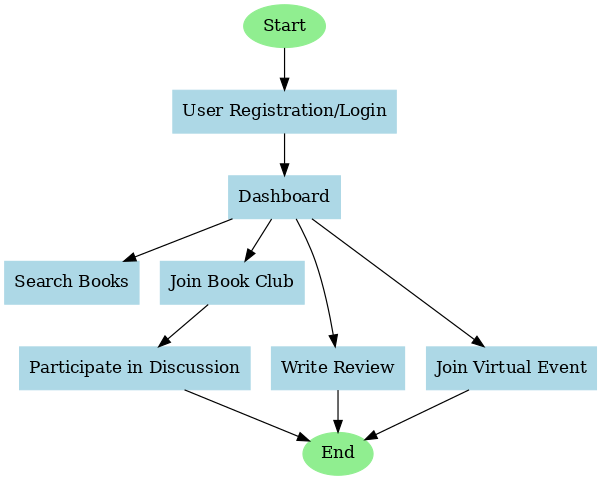 Start
User Registration/Login
Dashboard
Search Books
Join Book Club
Participate in Discussion
Write Review
Join Virtual Event
End